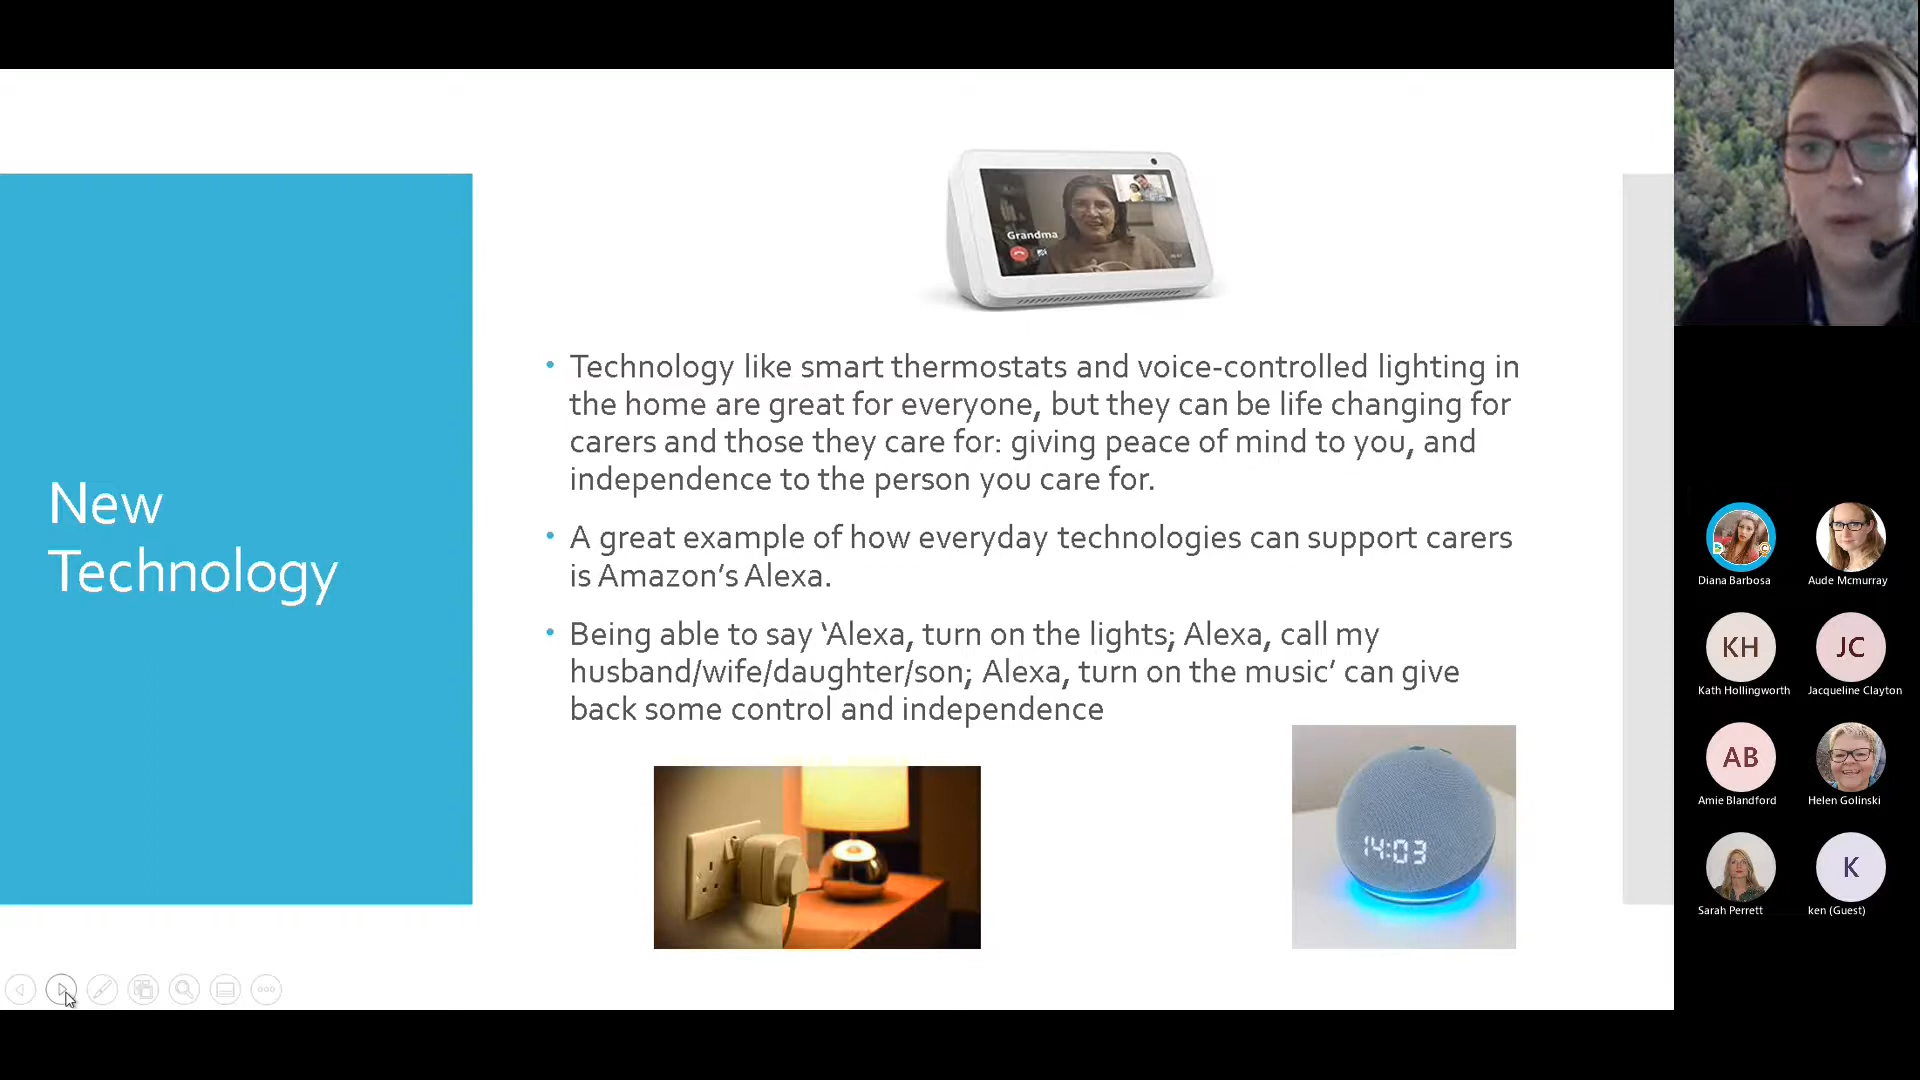 New
Technology
Grandma
• Technology like smart thermostats and voice-controlled lighting in
the home are great for everyone, but they can be life changing for
carers and those they care for: giving peace of mind to you, and
independence to the person you care for.
• A great example of how everyday technologies can support carers
is Amazon's Alexa.
• Being able to say ‘Alexa, turn on the lights; Alexa, call my
husband/wife/daughter/son; Alexa, turn on the music’ can give
back some control and independence
14:03
Diana Barbosa
Aude Mcmurray
KH
Kath Hollingworth
JC
Jacqueline Clayton
AB
Amie Blandford
Helen Golinski
Sarah Perrett
K
ken (Guest)